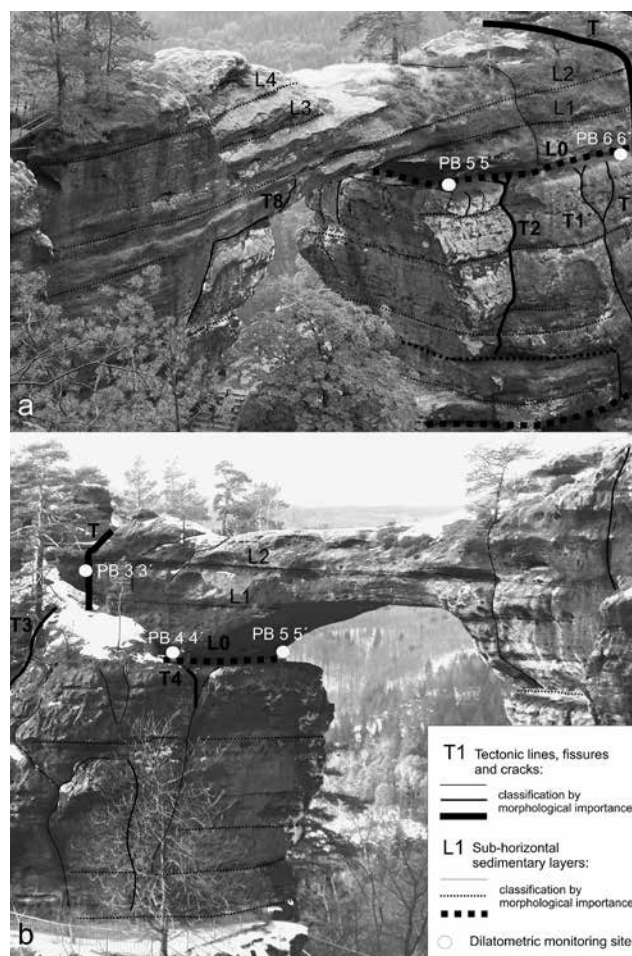 T
L4
L2
L3
L1
PB 6 6´
L0
PB 5 5´
T8
T2
T1´
T
a
T
L2
PB 3 3´
L1
T3
PB 4 4´
L0
PB 5 5´
T4
T1 Tectonic lines, fissures
and cracks:
classification by
morphological importance
L1 Sub-horizontal
sedimentary layers:
classification by
morphological importance
Dilatometric monitoring site
b